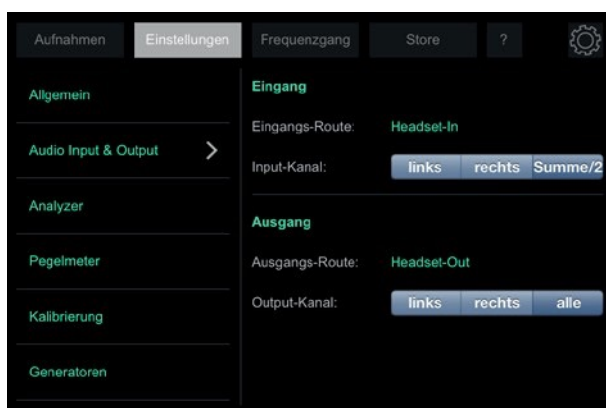 Aufnahmen Einstellungen Frequenzgang Store ?
Allgemein
Audio Input & Output
Analyzer
Pegelmeter
Kalibrierung
Generatoren
Eingang
Eingangs-Route: Headset-In
Input-Kanal: links rechts Summe/2
Ausgang
Ausgangs-Route: Headset-Out
Output-Kanal: links rechts alle